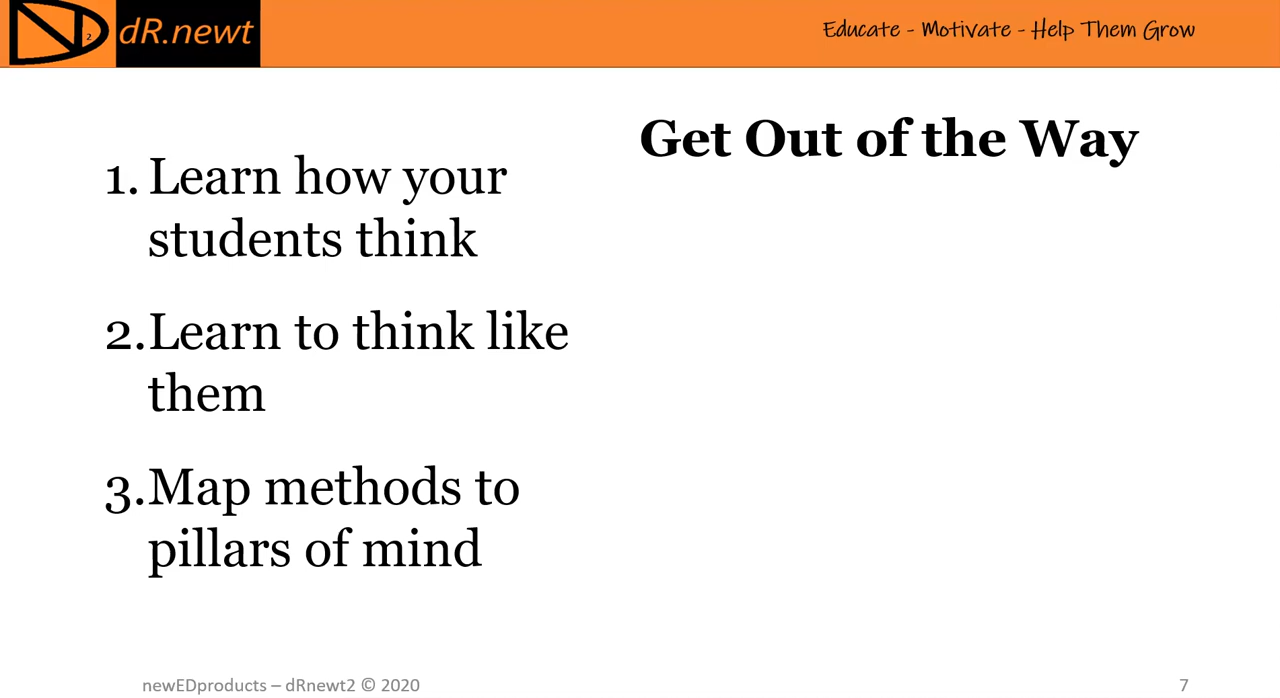 2
dR.newt
Educate - Motivate - Help Them Grow
Get Out of the Way
1. Learn how your
students think
2.Learn to think like
them
3.Map methods to
pillars of mind
newEDproducts – dRnewt2 © 2020
7